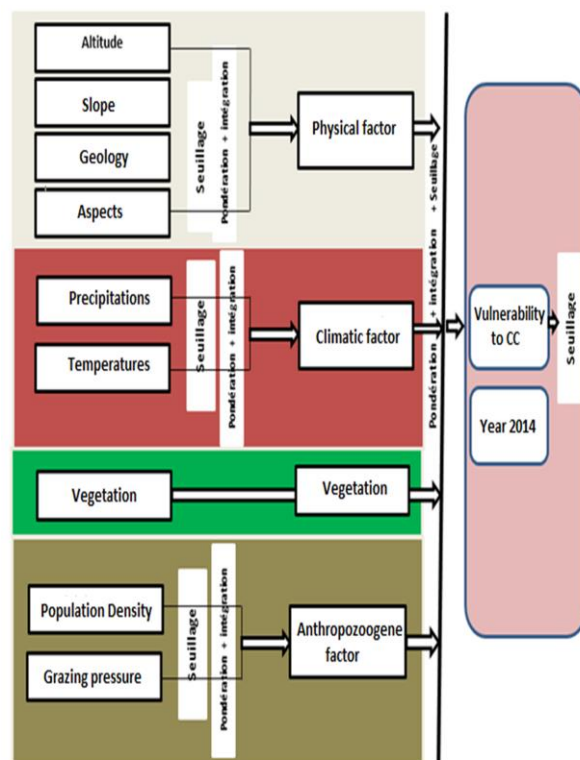 Altitude
Slope
Geology
Aspects
Seuillage
Pondération + intégration
Physical factor
Precipitations
Temperatures
Seuillage
Pondération + intégration
Climatic factor
Vegetation
Vegetation
Population Density
Grazing pressure
Seuillage
Pondération + intégration
Anthropozoogene
factor
Pondération + intégration + Seuillage
Vulnerability
to CC
Year 2014
Seuillage